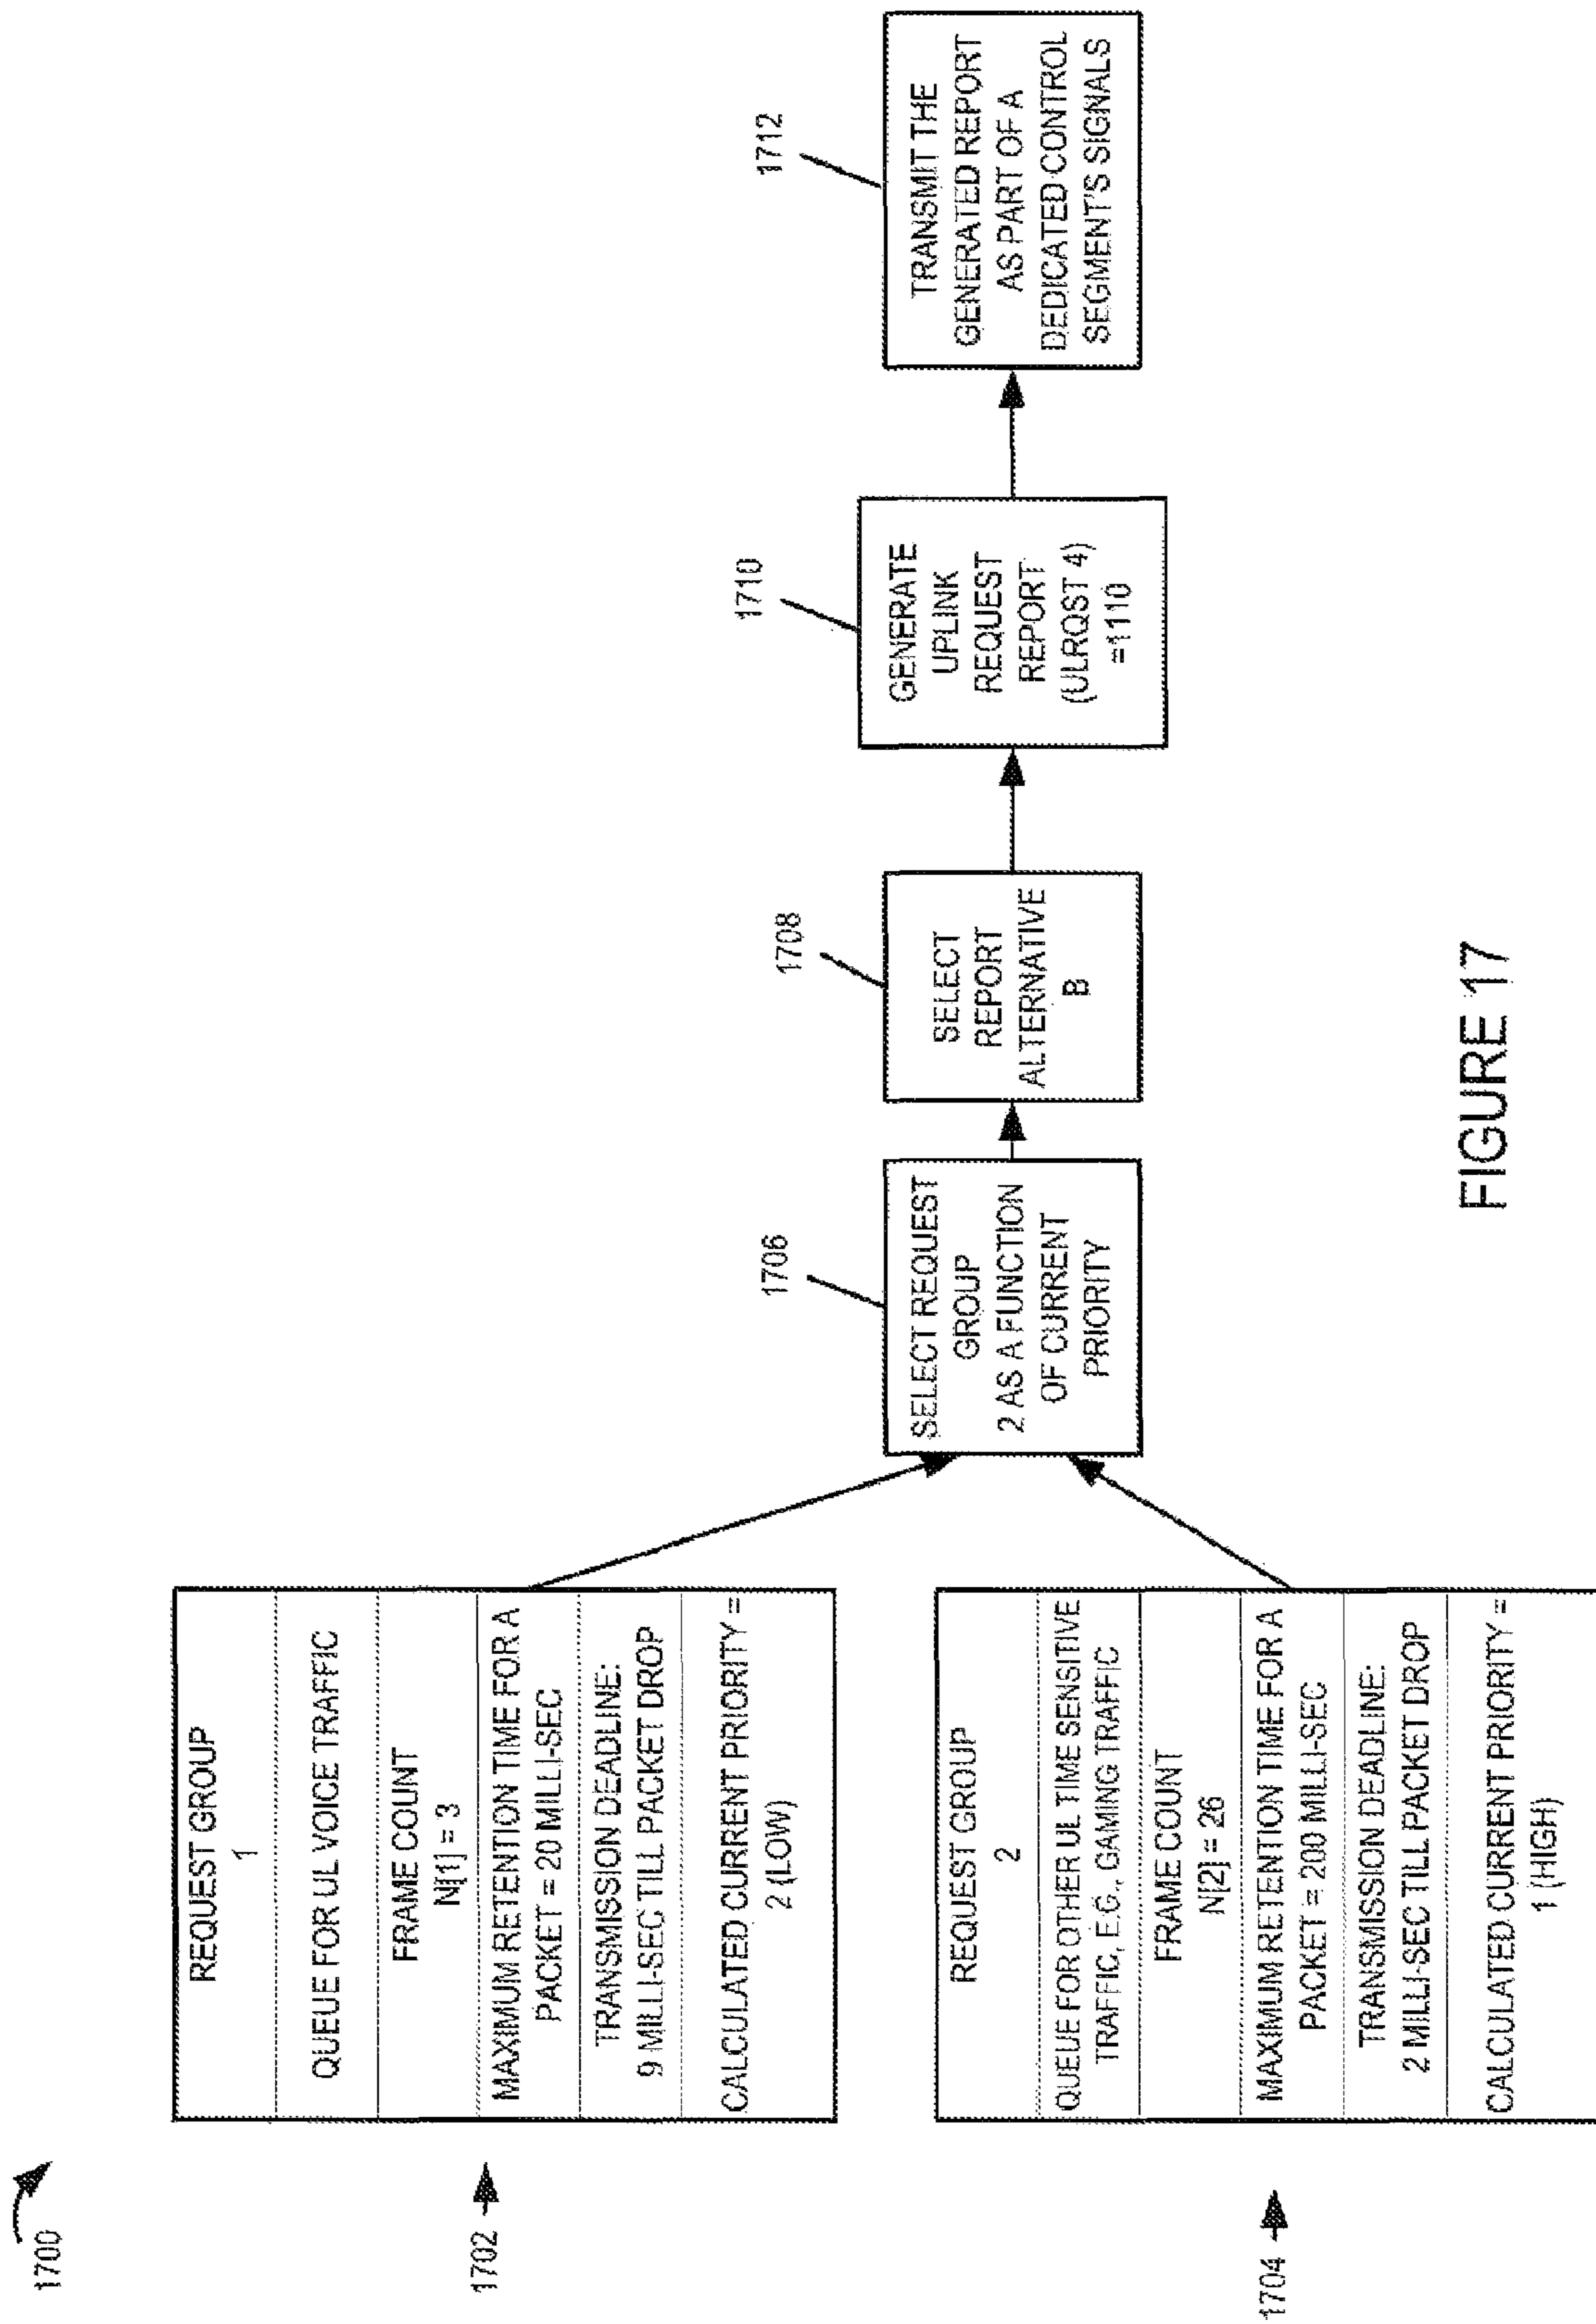 1700
1702
REQUEST GROUP
1
QUEUE FOR UL VOICE TRAFFIC
FRAME COUNT
N[1] = 3
MAXIMUM RETENTION TIME FOR A
PACKET = 20 MILLI-SEC
TRANSMISSION DEADLINE:
9 MILLI-SEC TILL PACKET DROP
CALCULATED CURRENT PRIORITY =
2 (LOW)
1704
REQUEST GROUP
2
QUEUE FOR OTHER UL TIME SENSITIVE
TRAFFIC, E.G., GAMING TRAFFIC
FRAME COUNT
N[2] = 26
MAXIMUM RETENTION TIME FOR A
PACKET = 200 MILLI-SEC
TRANSMISSION DEADLINE:
2 MILLI-SEC TILL PACKET DROP
CALCULATED CURRENT PRIORITY =
1 (HIGH)
1706
SELECT REQUEST
GROUP
2 AS A FUNCTION
OF CURRENT
PRIORITY
1708
SELECT
REPORT
ALTERNATIVE
B
1710
GENERATE
UPLINK
REQUEST
REPORT
(ULRQST 4)
=1110
1712
TRANSMIT THE
GENERATED REPORT
AS PART OF A
DEDICATED CONTROL
SEGMENT'S SIGNALS
FIGURE 17